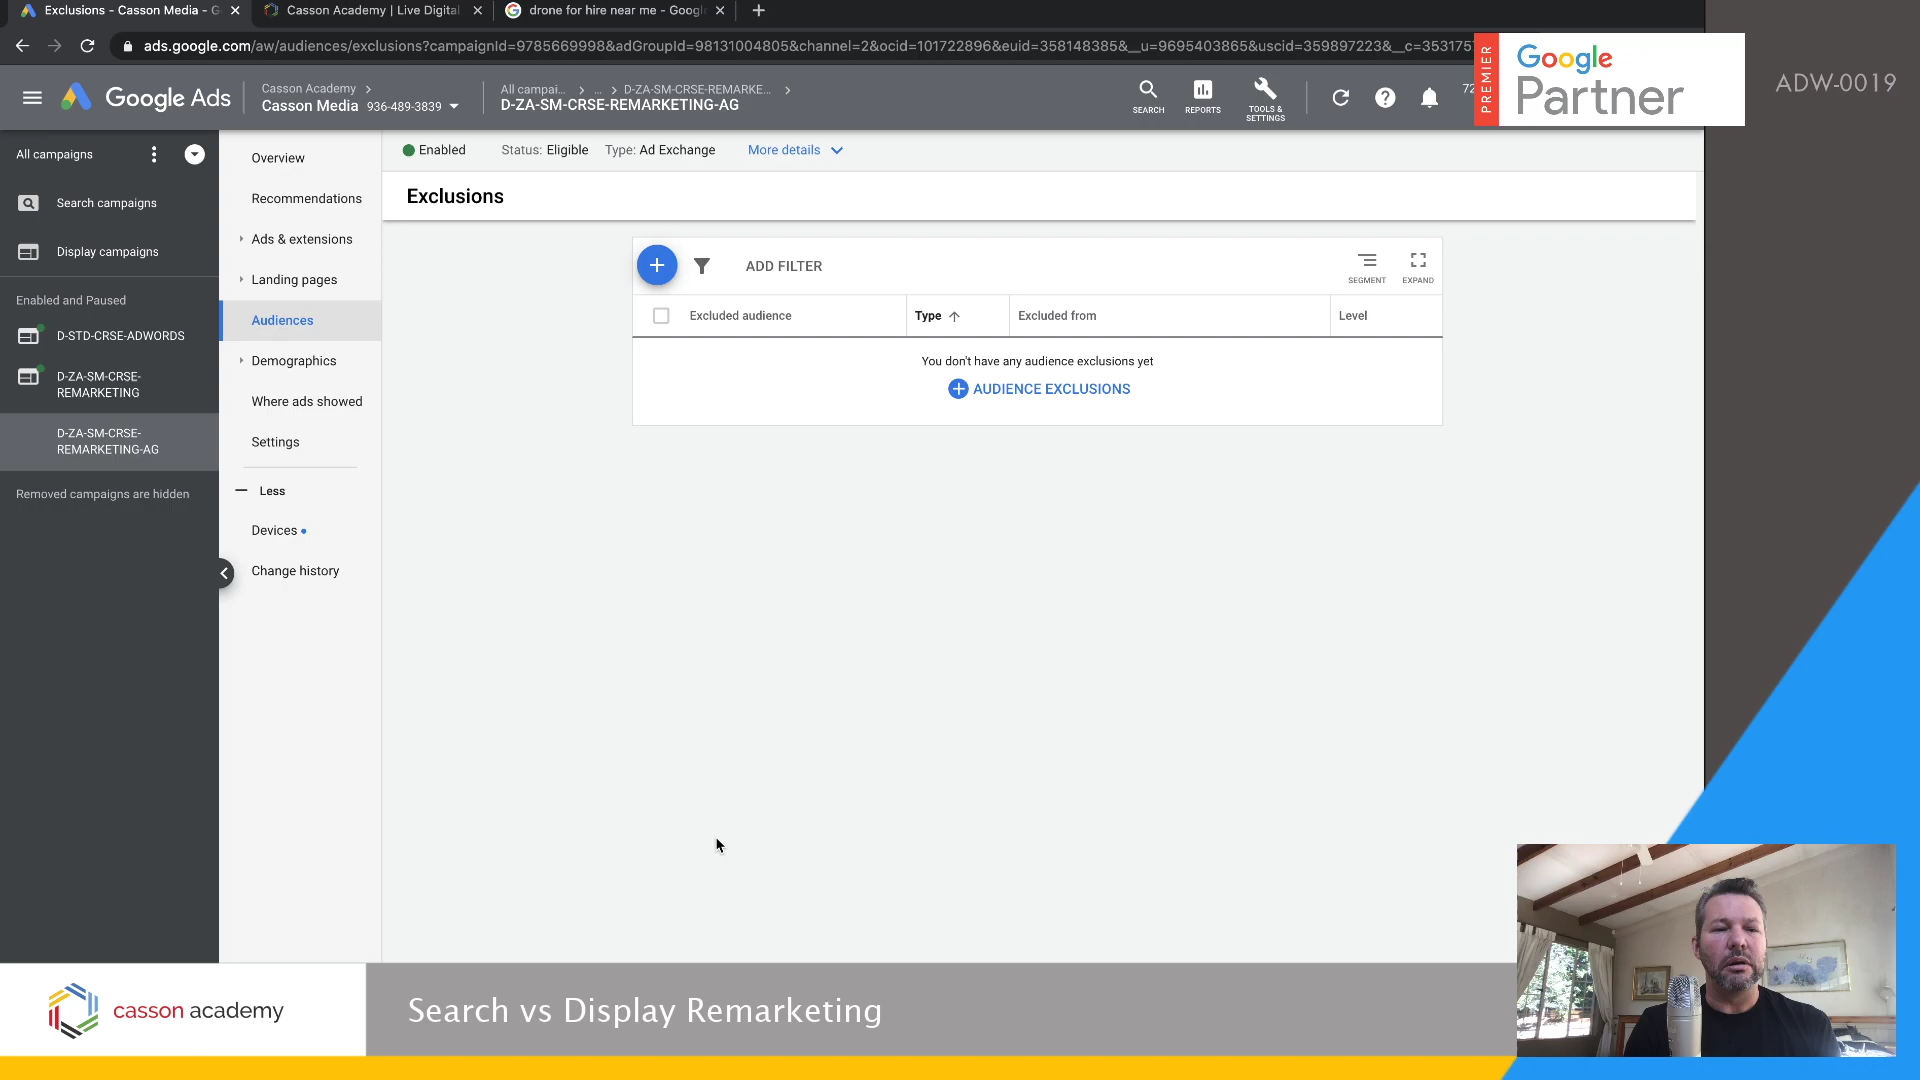 Exclusions - Casson Media - G
Casson Academy | Live Digital
drone for hire near me - Googl
ads.google.com/aw/audiences/exclusions?campaignId=9785669998&adGroupId=98131004805&channel=2&ocid=101722896&euid=358148385&__u=9695403865&uscid=359897223&__c=35317
PREMIER
Google
Partner
ADW-0019
Google Ads
Casson Academy
Casson Media 936-489-3839
All campai... > ... > D-ZA-SM-CRSE-REMARKE... >
D-ZA-SM-CRSE-REMARKETING-AG
SEARCH
REPORTS
TOOLS &
SETTINGS
72
All campaigns
Search campaigns
Display campaigns
Enabled and Paused
D-STD-CRSE-ADWORDS
D-ZA-SM-CRSE-
REMARKETING
D-ZA-SM-CRSE-
REMARKETING-AG
Removed campaigns are hidden
Overview
Recommendations
Ads & extensions
Landing pages
Audiences
Demographics
Where ads showed
Settings
Less
Devices
Change history
Enabled
Status: Eligible
Type: Ad Exchange
More details
Exclusions
ADD FILTER
SEGMENT
EXPAND
Excluded audience
Type
Excluded from
Level
You don't have any audience exclusions yet
AUDIENCE EXCLUSIONS
casson academy
Search vs Display Remarketing